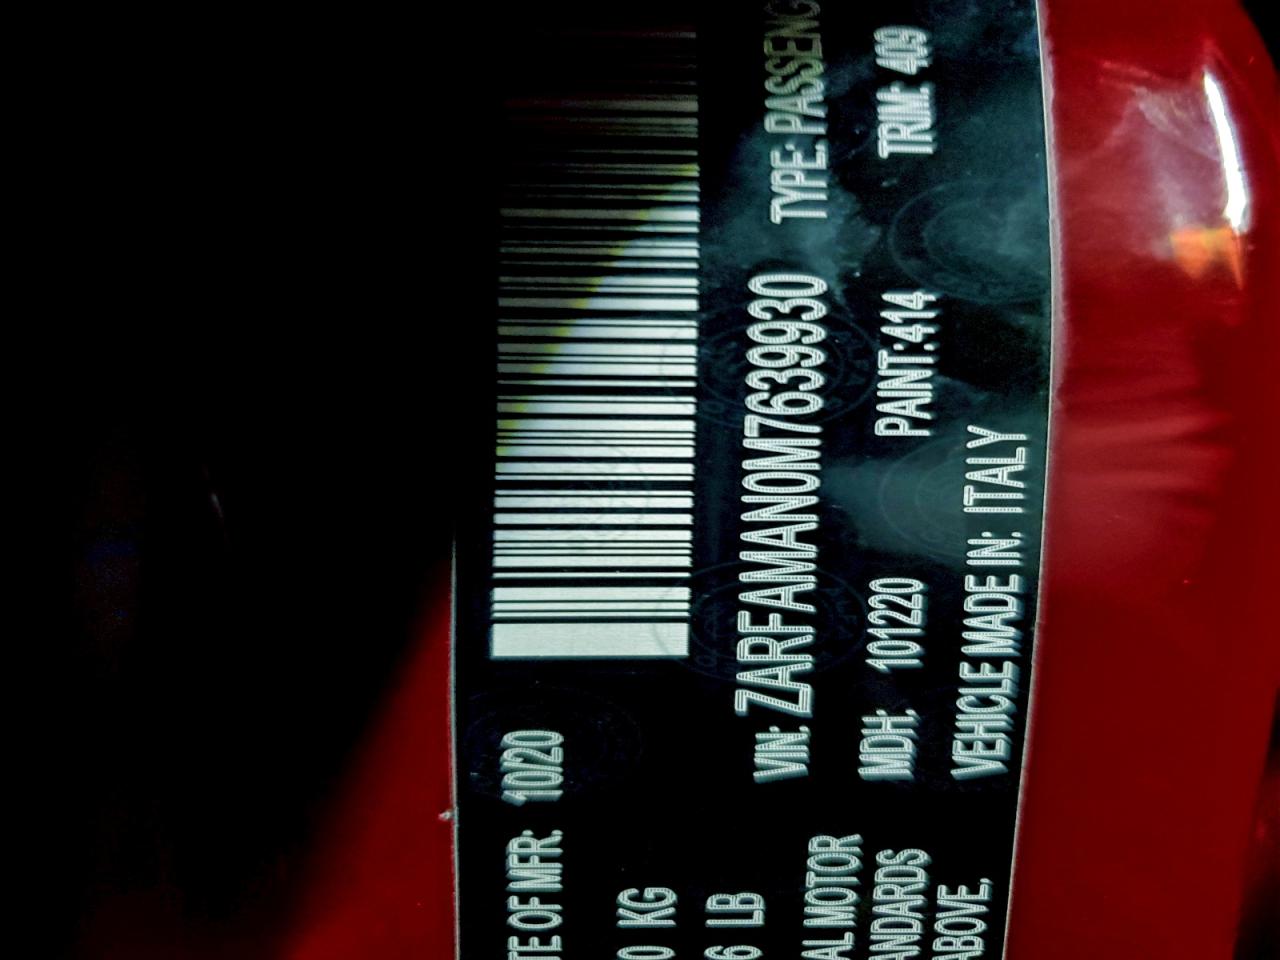 TE OF MFR: 10/20
0 KG
6 LB
VIN: ZARFAMAN0M7639930 TYPE: PASSENG
AL MOTOR
MDH: 101220 PAINT:414 TRIM: 409
ANDARDS
VEHICLE MADE IN: ITALY
ABOVE.